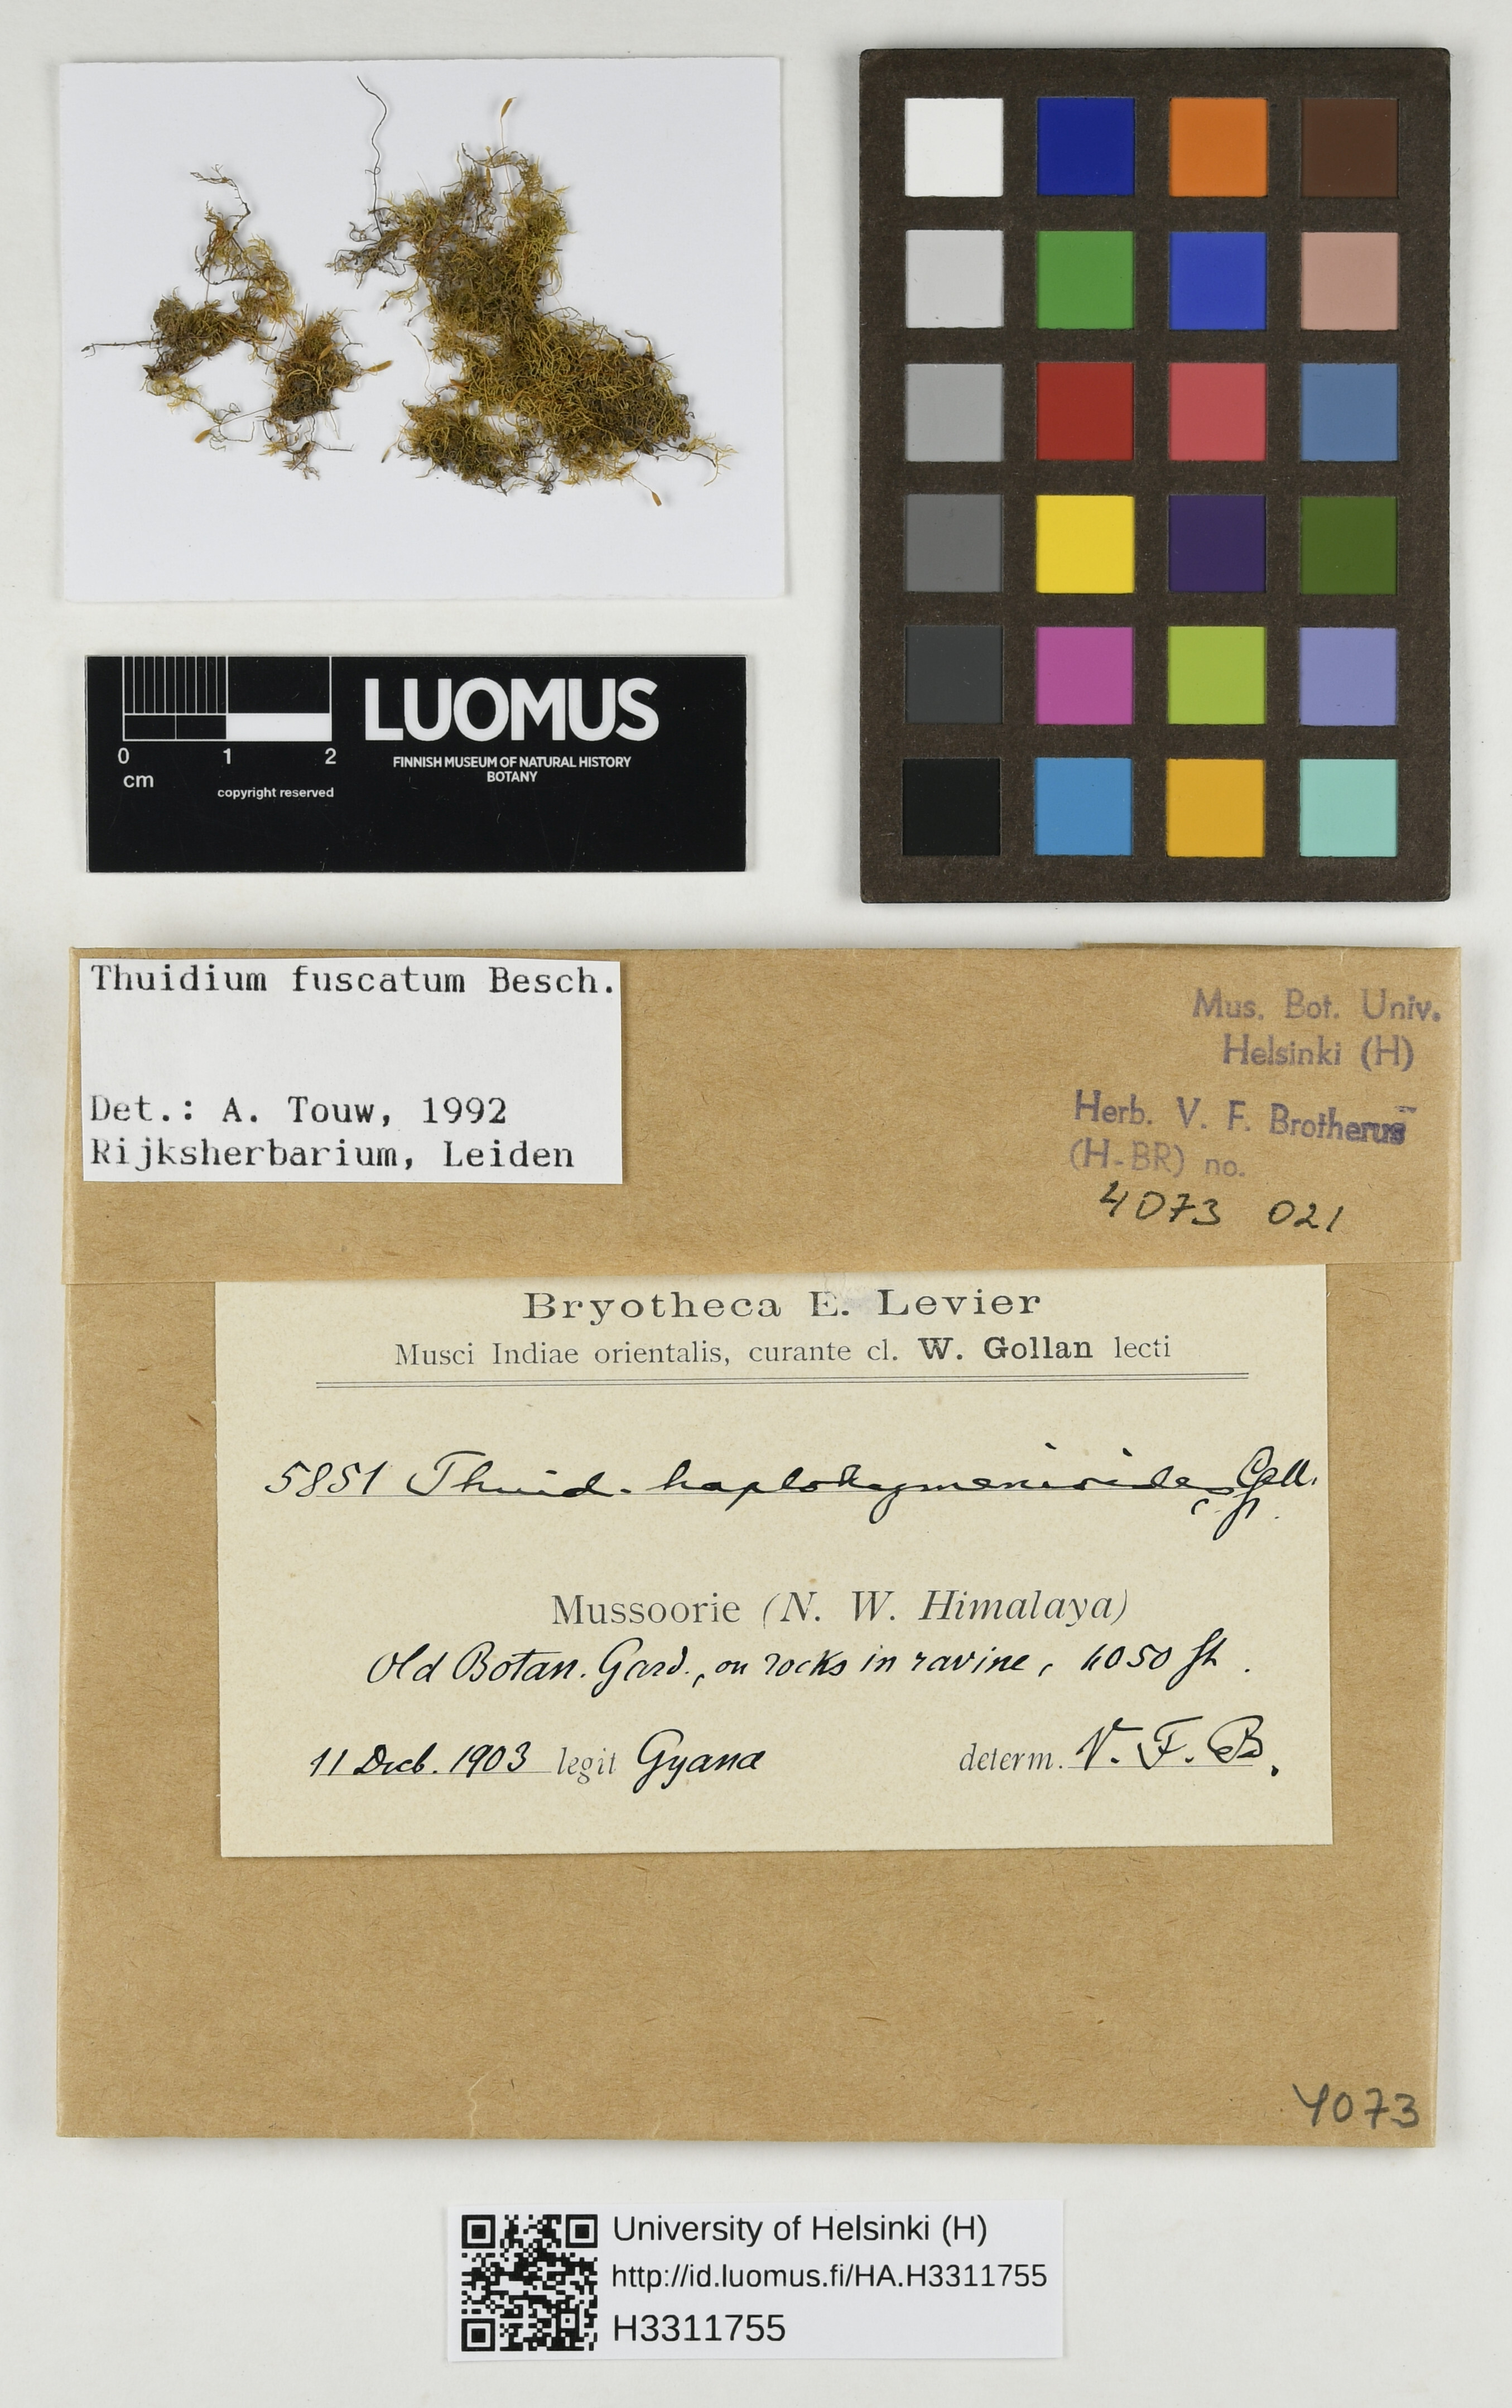 0 1 2
cm
copyright reserved
LUOMUS
FINNISH MUSEUM OF NATURAL HISTORY
BOTANY
Thuidium fuscatum Besch.
Det.: A. Touw, 1992
Rijksherbarium, Leiden
Mus. Bot. Univ.
Helsinki (H)
Herb. V. F. Brotherus
(H-BR) no.
4073 021
Bryotheca E. Levier
Musci Indiae orientalis, curante cl. W. Gollan lecti
5851 Thuid. haplohymenioides
Mussoorie (N. W. Himalaya)
Old Botan. Gard., on rocks in ravine, 6050 ft.
11 Decb. 1903 legit Gyana
determ. V. F. B.
4073
University of Helsinki (H)
http://id.luomus.fi/HA.H3311755
H3311755